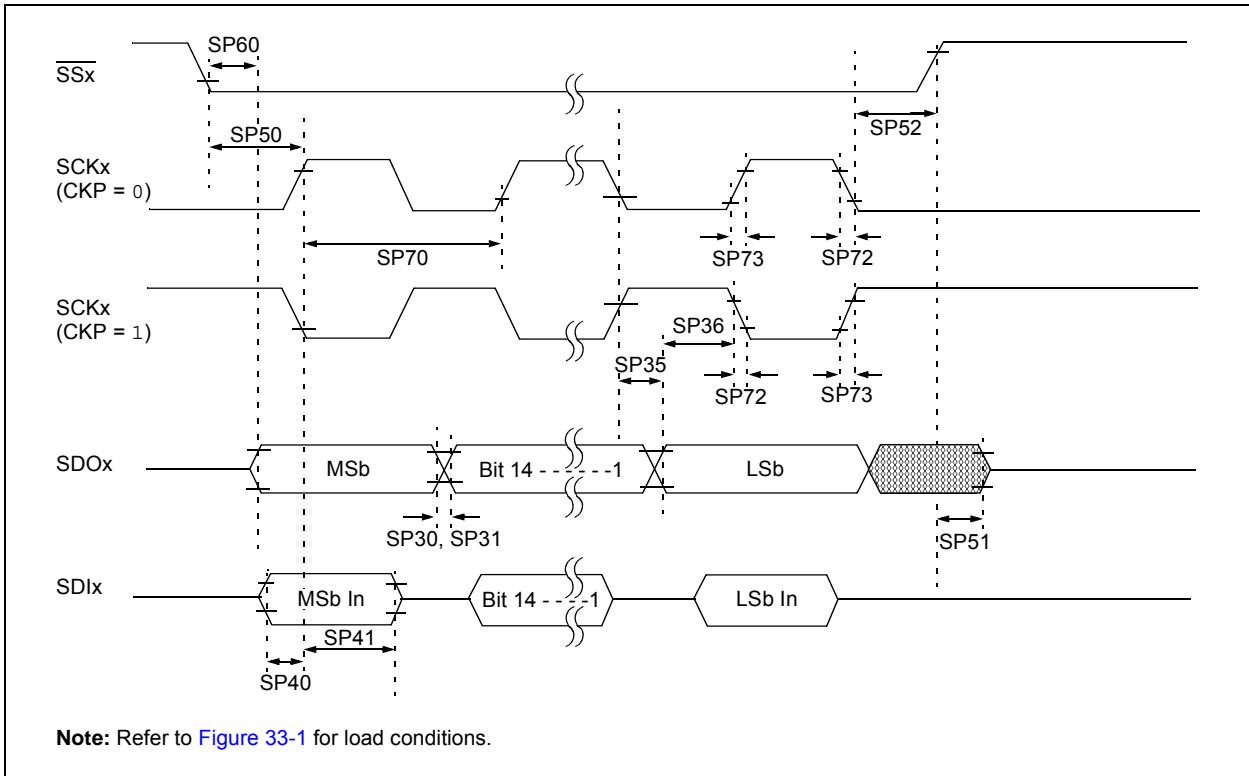 SP60
SSx
SP50
SP52
SCKx
(CKP = 0)
SP70
SP73
SP72
SCKx
(CKP = 1)
SP36
SP35
SP72
SP73
SDOx
MSb
Bit 14 - - - - - - -1
LSb
SP30, SP31
SP51
SDIx
MSb In
Bit 14 - - - - -1
LSb In
SP41
SP40
Note: Refer to Figure 33-1 for load conditions.